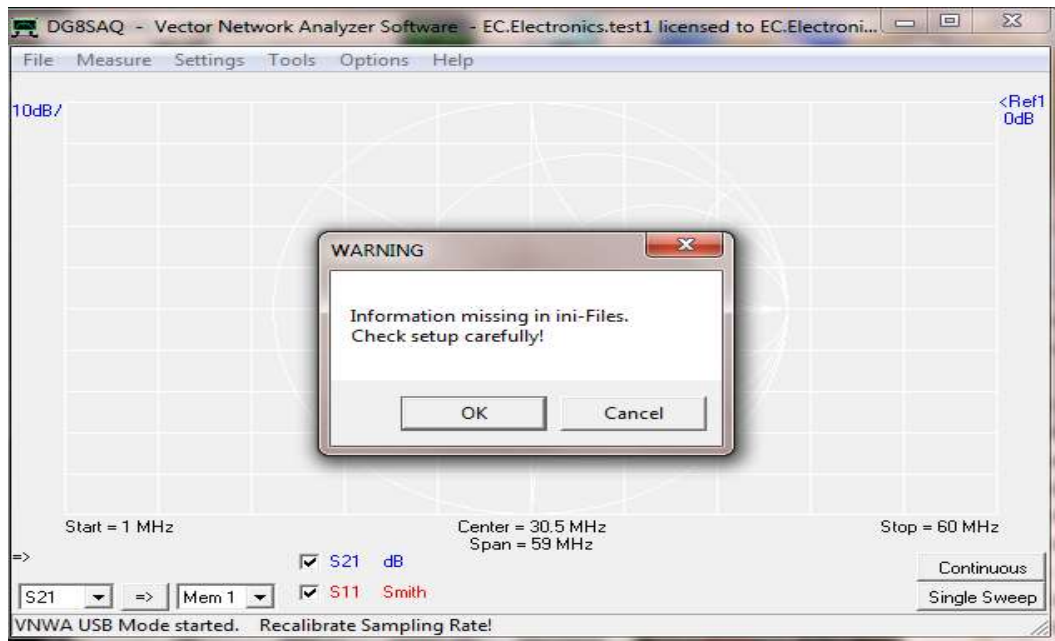 DG8SAQ - Vector Network Analyzer Software - EC.Electronics.test1 licensed to EC.Electroni...
File Measure Settings Tools Options Help
10dB/
<Ref1
0dB
WARNING
Information missing in ini-Files.
Check setup carefully!
OK Cancel
Start = 1 MHz Center = 30.5 MHz Stop = 60 MHz
Span = 59 MHz
=>
S21 dB
Continuous
S21 => Mem 1 S11 Smith Single Sweep
VNWA USB Mode started. Recalibrate Sampling Rate!